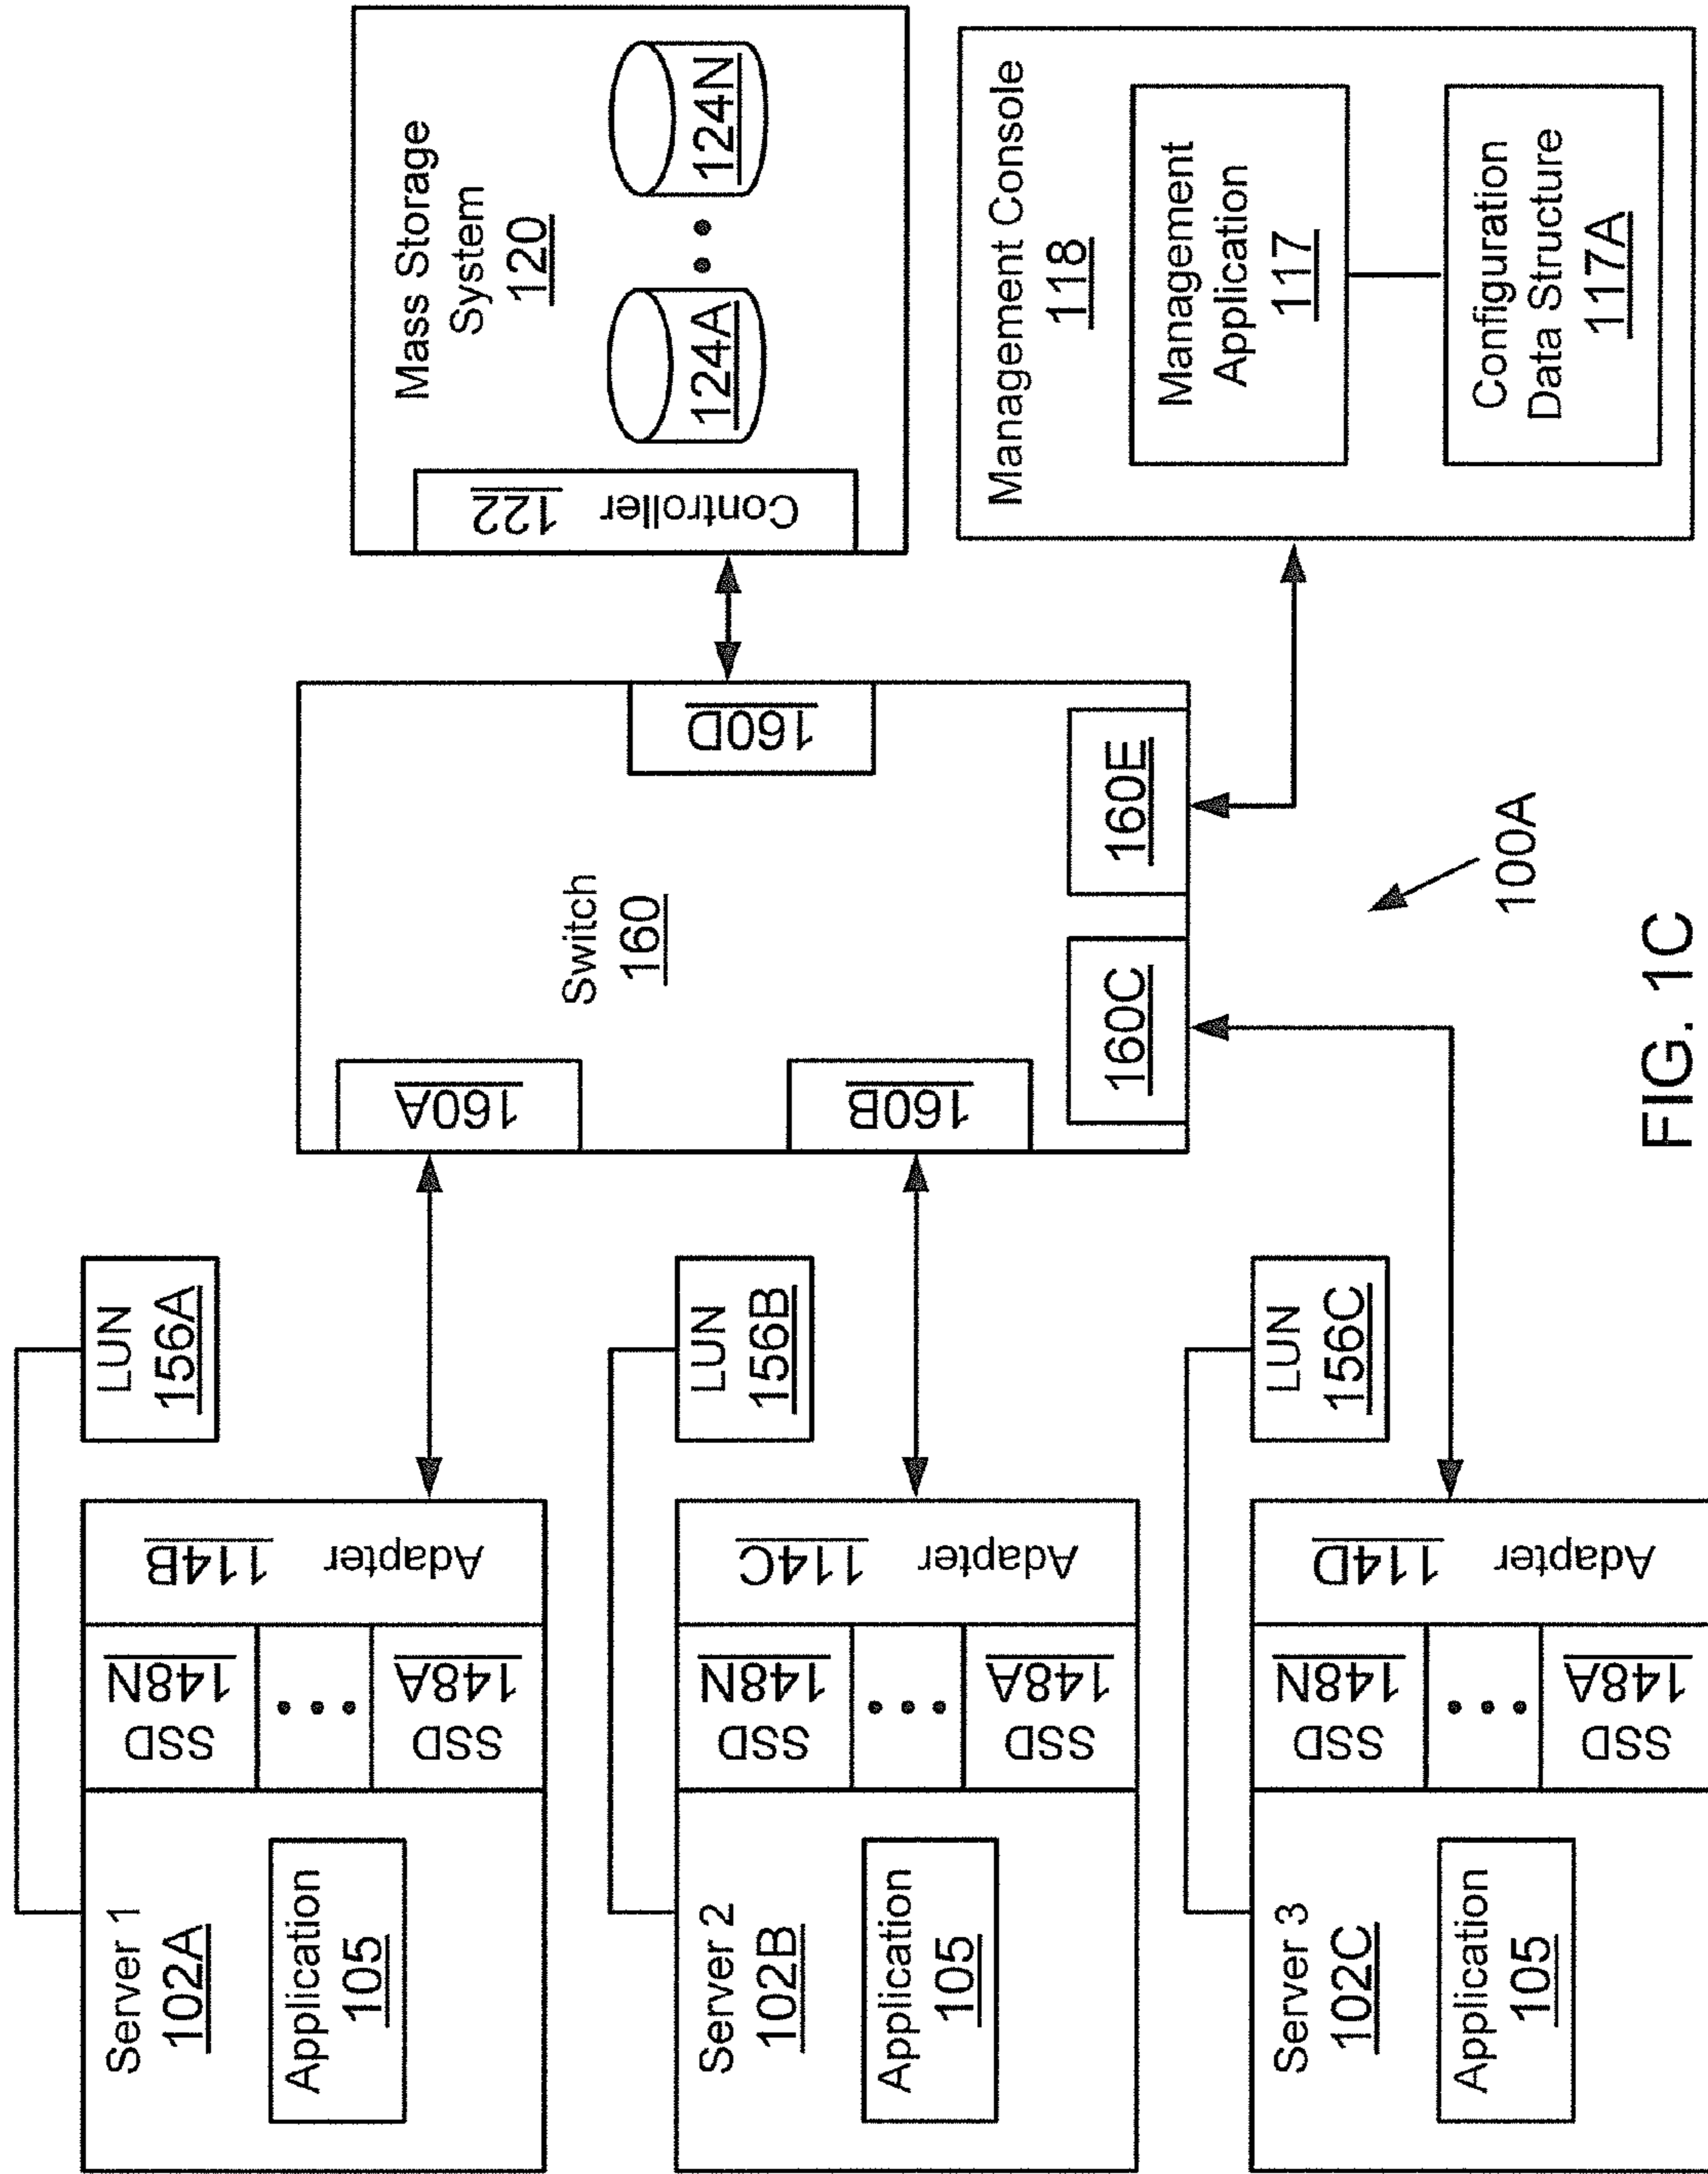 Server 1
102A
Application
105
SSD
148N
SSD
148A
Adapter
114B
LUN
156A
Server 2
102B
Application
105
SSD
148N
SSD
148A
Adapter
114C
LUN
156B
Server 3
102C
Application
105
SSD
148N
SSD
148A
Adapter
114D
LUN
156C
Switch
160
160A
160B
160C
160D
160E
Mass Storage
System
120
Controller 122
124A
124N
Management Console
118
Management
Application
117
Configuration
Data Structure
117A
100A
FIG. 1C